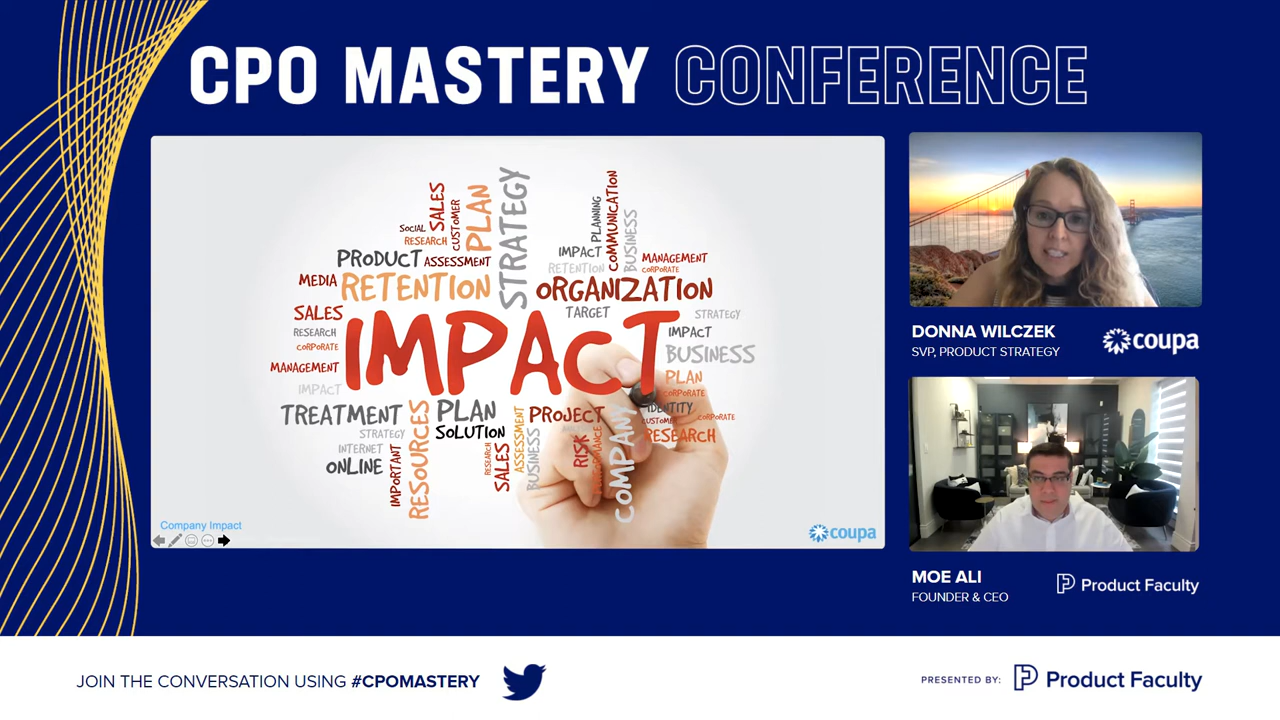 CPO MASTERY CONFERENCE
SOCIAL
SALES
RESEARCH
CUSTOMER
PLAN
STRATEGY
PRODUCT
ASSESSMENT
MEDIA
RETENTION
SALES
RESEARCH
CORPORATE
MANAGEMENT
IMPACT
IMPACT
PLANNING
COMMUNICATION
BUSINESS
IMPACT
RETENTION
MANAGEMENT
CORPORATE
ORGANIZATION
TARGET
STRATEGY
IMPACT
BUSINESS
PLAN
CORPORATE
IDENTITY
CUSTOMER
CORPORATE
RESEARCH
TREATMENT
STRATEGY
INTERNET
ONLINE
IMPORTANT
RESOURCES
PLAN
SOLUTION
RESEARCH
SALES
ASSESSMENT
BUSINESS
PROJECT
RISK
COMPANY
Company Impact
coupa
DONNA WILCZEK
SVP, PRODUCT STRATEGY
coupa
MOE ALI
FOUNDER & CEO
Product Faculty
JOIN THE CONVERSATION USING #CPOMASTERY
PRESENTED BY:
Product Faculty